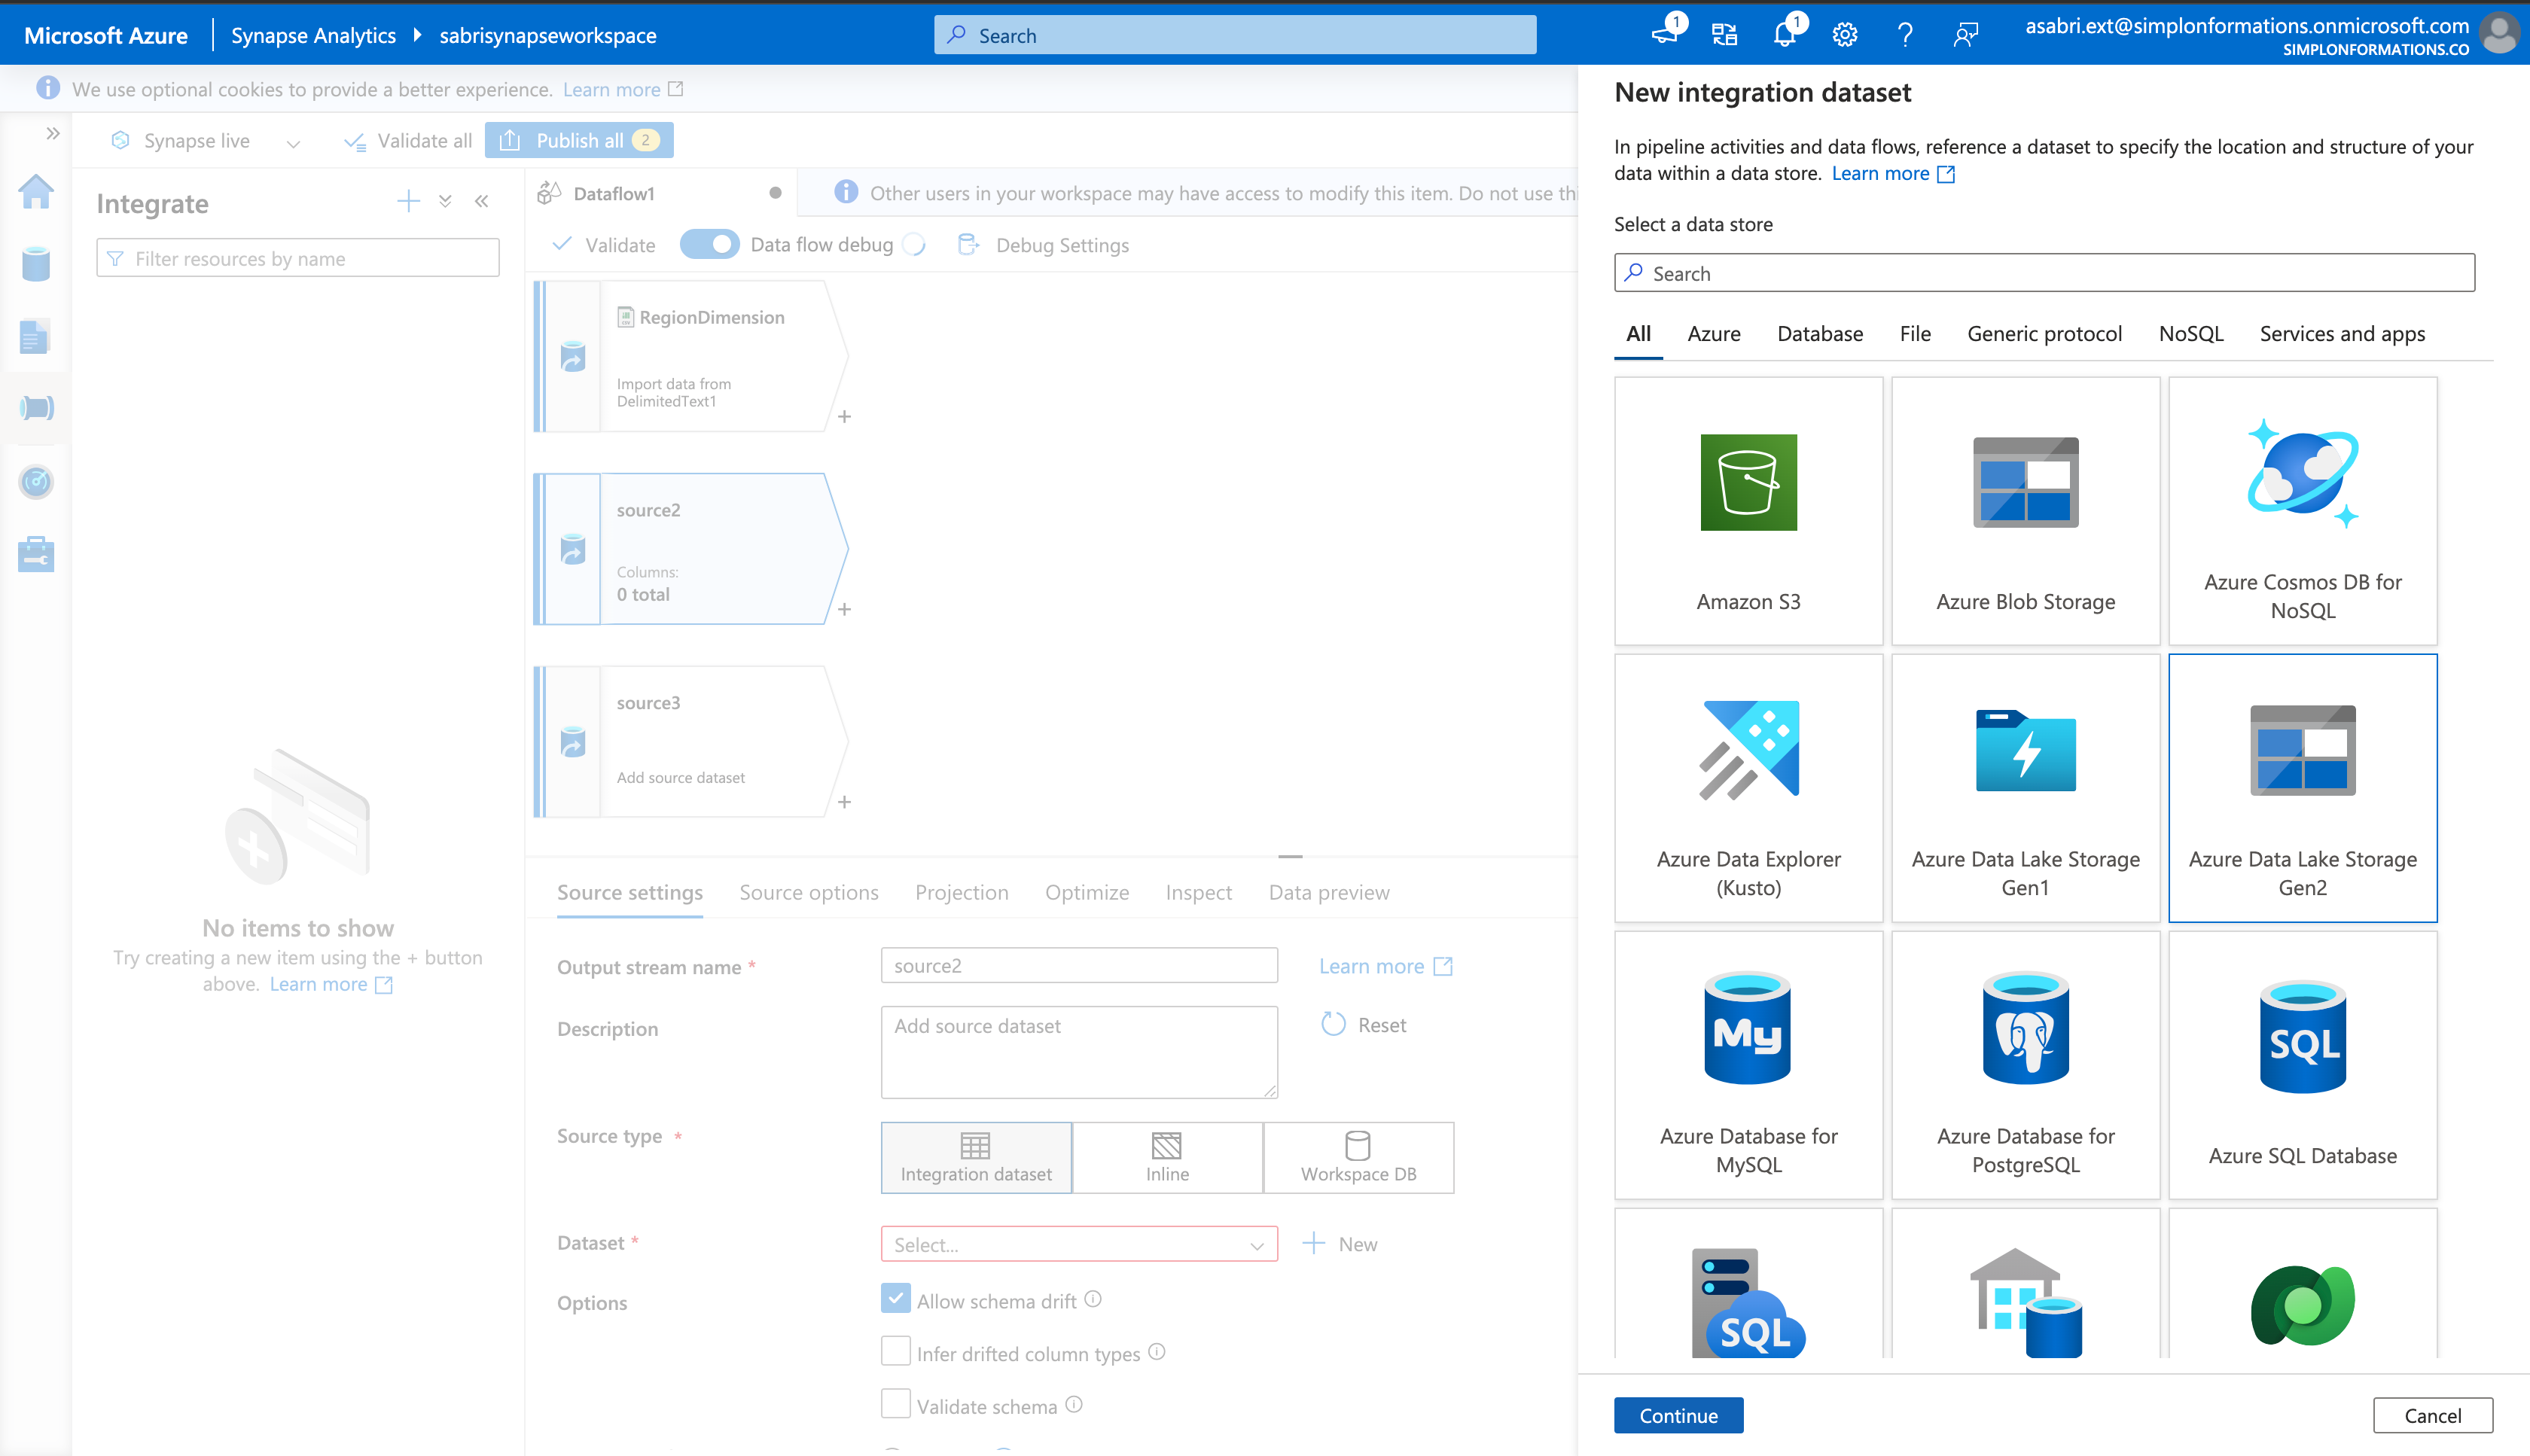 Microsoft Azure
Synapse Analytics
sabrisynapseworkspace
Search
1
1
asabri.ext@simplonformations.onmicrosoft.com
SIMPLONFORMATIONS.CO
We use optional cookies to provide a better experience. Learn more
Synapse live
Validate all
Publish all 2
Integrate
Filter resources by name
No items to show
Try creating a new item using the + button
above. Learn more
Dataflow1
Other users in your workspace may have access to modify this item. Do not use thi
Validate
Data flow debug
Debug Settings
RegionDimension
Import data from
DelimitedText1
+
source2
Columns:
0 total
+
source3
Add source dataset
+
Source settings
Source options
Projection
Optimize
Inspect
Data preview
Output stream name *
source2
Learn more
Description
Add source dataset
Reset
Source type *
Integration dataset
Inline
Workspace DB
Dataset *
Select...
New
Options
Allow schema drift
Infer drifted column types
Validate schema
New integration dataset
In pipeline activities and data flows, reference a dataset to specify the location and structure of your
data within a data store. Learn more
Select a data store
Search
All
Azure
Database
File
Generic protocol
NoSQL
Services and apps
Amazon S3
Azure Blob Storage
Azure Cosmos DB for
NoSQL
Azure Data Explorer
(Kusto)
Azure Data Lake Storage
Gen1
Azure Data Lake Storage
Gen2
My
Azure Database for
MySQL
Azure Database for
PostgreSQL
SQL
Azure SQL Database
SQL
Continue
Cancel